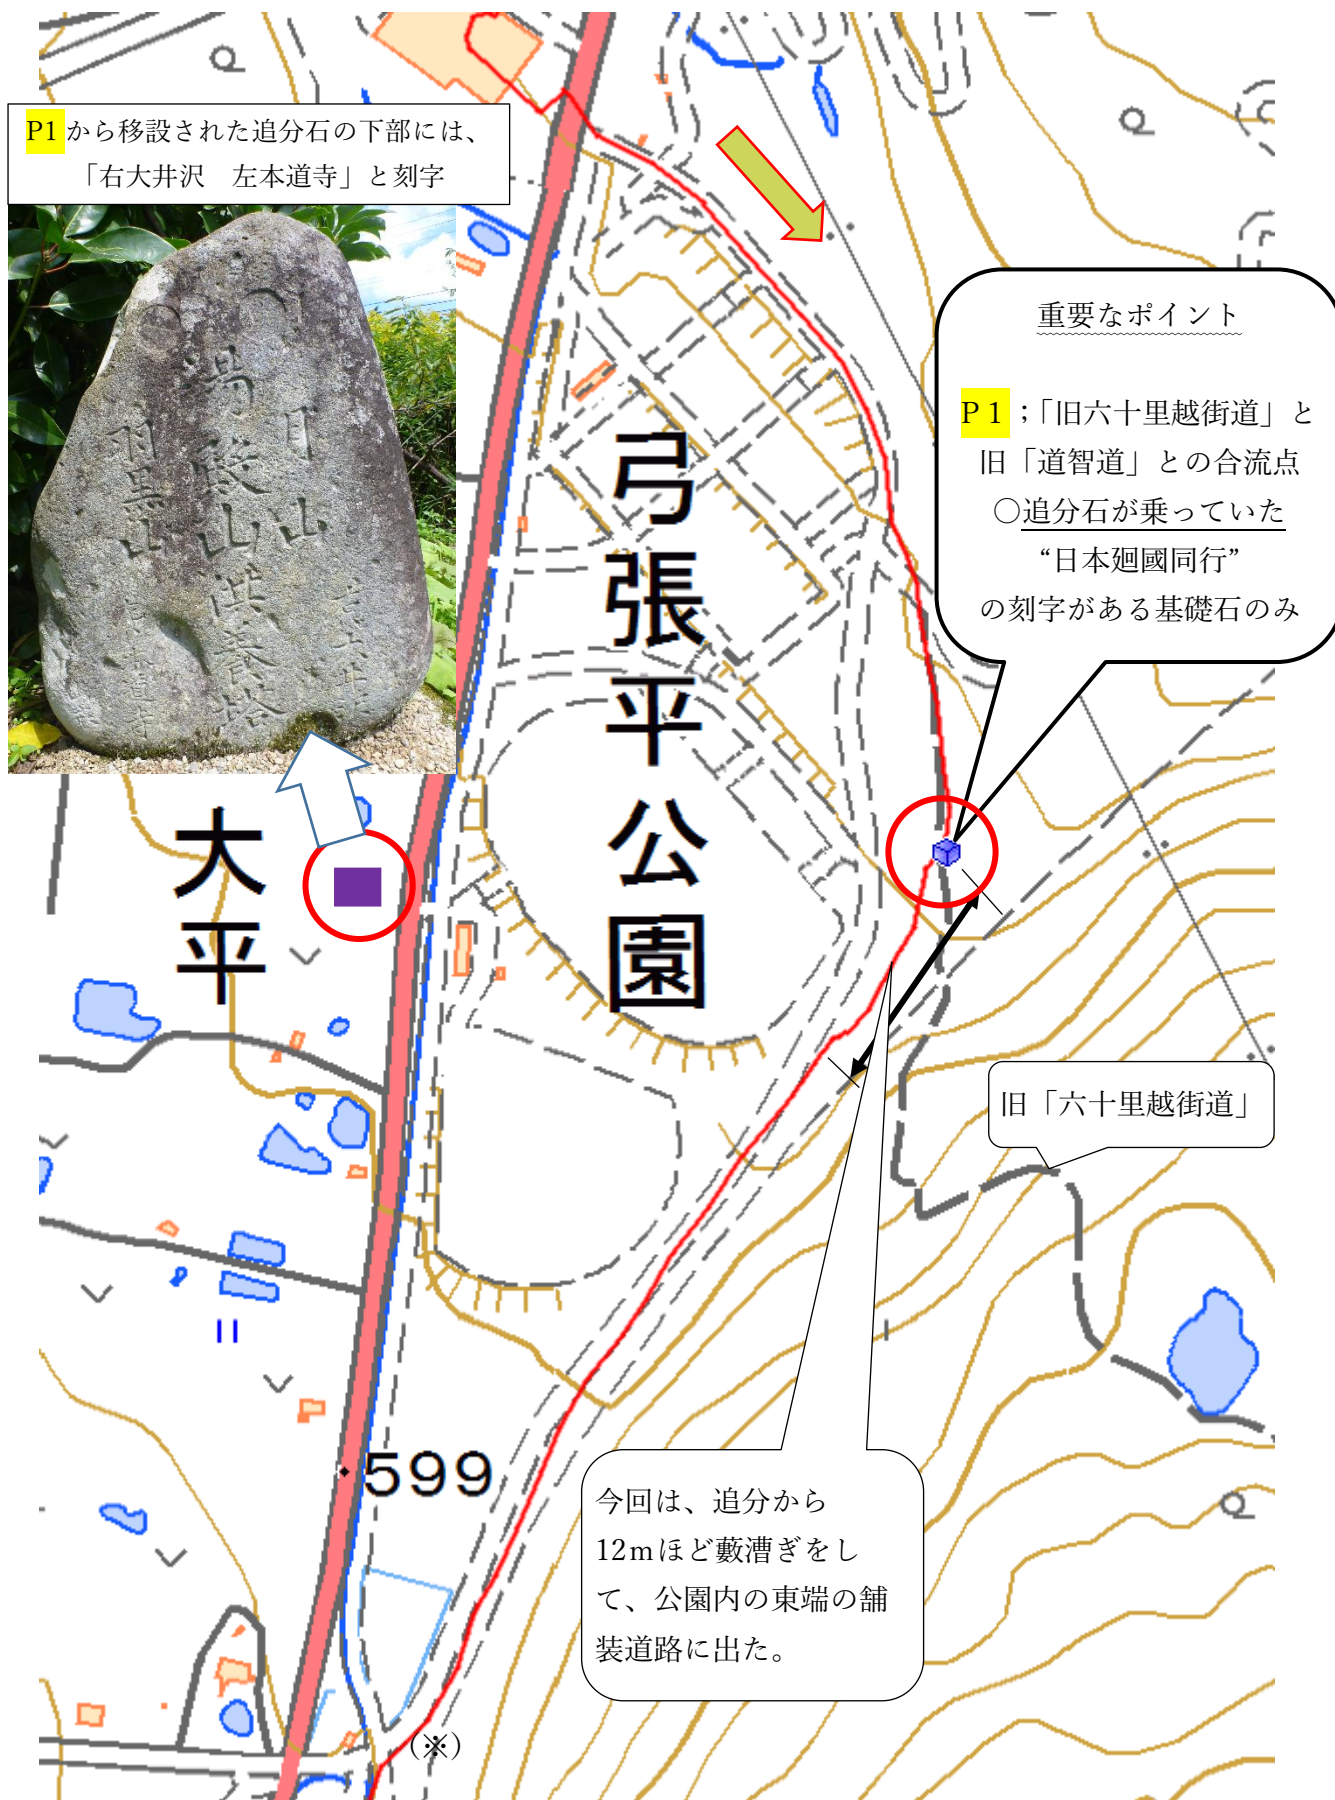 P1から移設された追分石の下部には、
「右大井沢　左本道寺」と刻字
月山
湯殿山供養塔
羽黒山
重要なポイント
P１；「旧六十里越街道」と
旧「道智道」との合流点
○追分石が乗っていた
“日本廻國同行”
の刻字がある基礎石のみ
弓張平公園
大平
旧「六十里越街道」
599
今回は、追分から
12mほど藪漕ぎをし
て、公園内の東端の舗
装道路に出た。
(※)